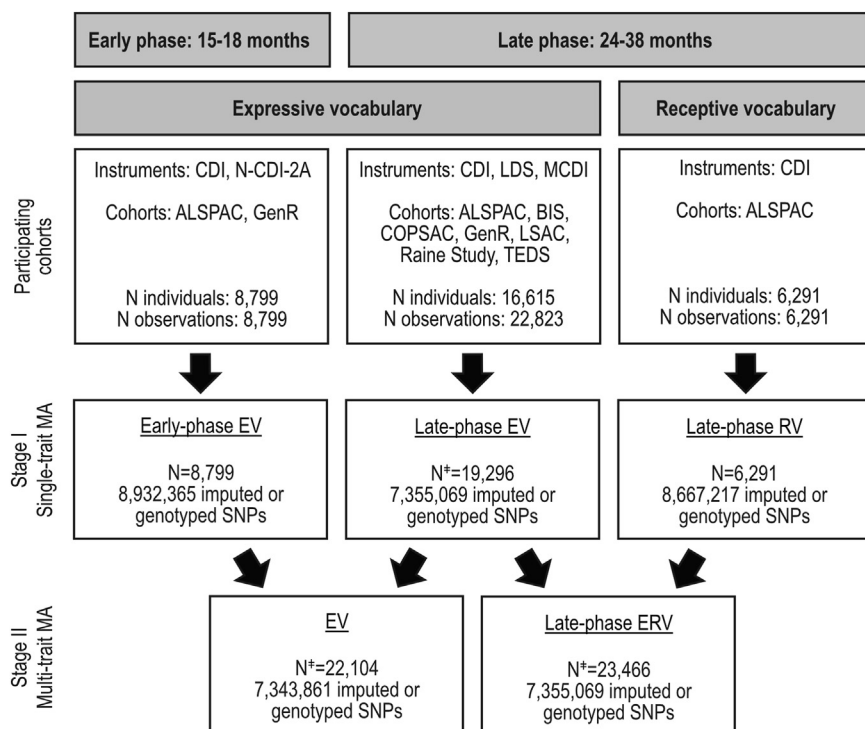 Early phase: 15-18 months
Late phase: 24-38 months
Expressive vocabulary
Receptive vocabulary
Participating
cohorts
Instruments: CDI, N-CDI-2A
Cohorts: ALSPAC, GenR
N individuals: 8,799
N observations: 8,799
Instruments: CDI, LDS, MCDI
Cohorts: ALSPAC, BIS,
COPSAC, GenR, LSAC,
Raine Study, TEDS
N individuals: 16,615
N observations: 22,823
Instruments: CDI
Cohorts: ALSPAC
N individuals: 6,291
N observations: 6,291
Stage I
Single-trait MA
Early-phase EV
N=8,799
8,932,365 imputed or
genotyped SNPs
Late-phase EV
N‡=19,296
7,355,069 imputed or
genotyped SNPs
Late-phase RV
N=6,291
8,667,217 imputed or
genotyped SNPs
Stage II
Multi-trait MA
EV
N‡=22,104
7,343,861 imputed or
genotyped SNPs
Late-phase ERV
N‡=23,466
7,355,069 imputed or
genotyped SNPs